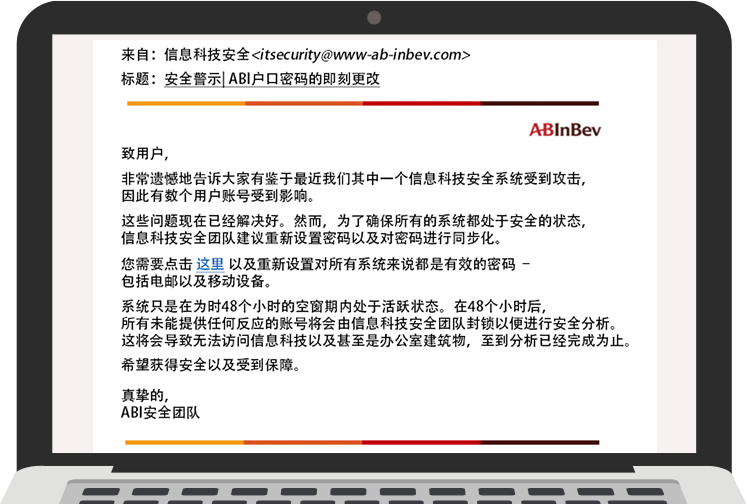 来自：信息科技安全<itsecurity@www-ab-inbev.com>
标题：安全警示| ABI户口密码的即刻更改
ABInBev
致用户，
非常遗憾地告诉大家有鉴于最近我们其中一个信息科技安全系统受到攻击，
因此有数个用户账号受到影响。
这些问题现在已经解决好。然而，为了确保所有的系统都处于安全的状态，
信息科技安全团队建议重新设置密码以及对密码进行同步化。
您需要点击 这里 以及重新设置对所有系统来说都是有效的密码 –
包括电邮以及移动设备。
系统只是在为时48个小时的空窗期内处于活跃状态。在48个小时后，
所有未能提供任何反应的账号将会由信息科技安全团队封锁以便进行安全分析。
这将会导致无法访问信息科技以及甚至是办公室建筑物，至到分析已经完成为止。
希望获得安全以及受到保障。
真挚的，
ABI安全团队